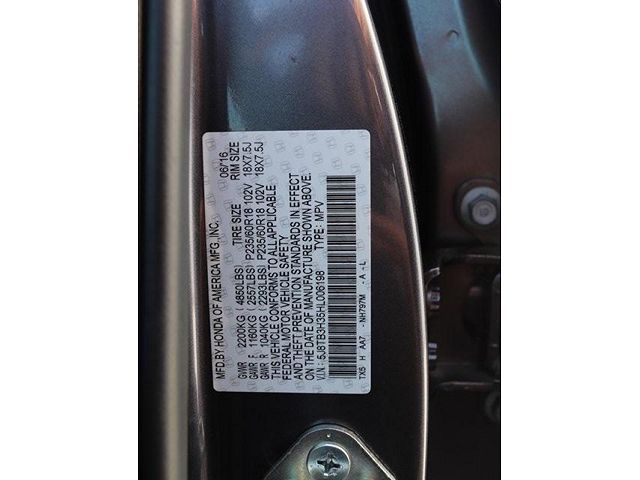 MFD.BY HONDA OF AMERICA MFG.,INC. 06/16
TIRE SIZE RIM SIZE
GVWR 2200KG (4850LBS)
GAWR F 1160KG (2557LBS) P235/60R18 102V 18X7.5J
GAWR R 1040KG (2293LBS) P235/60R18 102V 18X7.5J
THIS VEHICLE CONFORMS TO ALL APPLICABLE
FEDERAL MOTOR VEHICLE SAFETY
AND THEFT PREVENTION STANDARDS IN EFFECT
ON THE DATE OF MANUFACTURE SHOWN ABOVE.
V.I.N.: 5J8TB3H35HL006198 TYPE: MPV
TX5 H AA7 NH797M - A - L